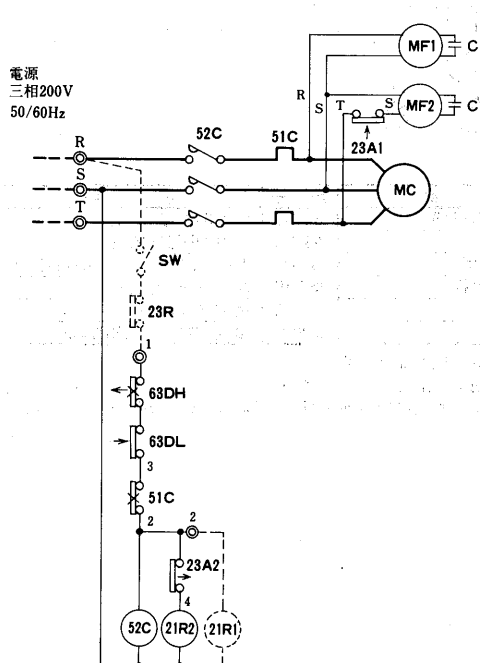 MF1
C
電源
三相200V
50/60Hz
R
S
T
S
MF2
C
52C
51C
23A1
R
S
T
MC
SW
23R
1
63DH
63DL
3
51C
2
2
23A2
4
52C
21R2
21R1